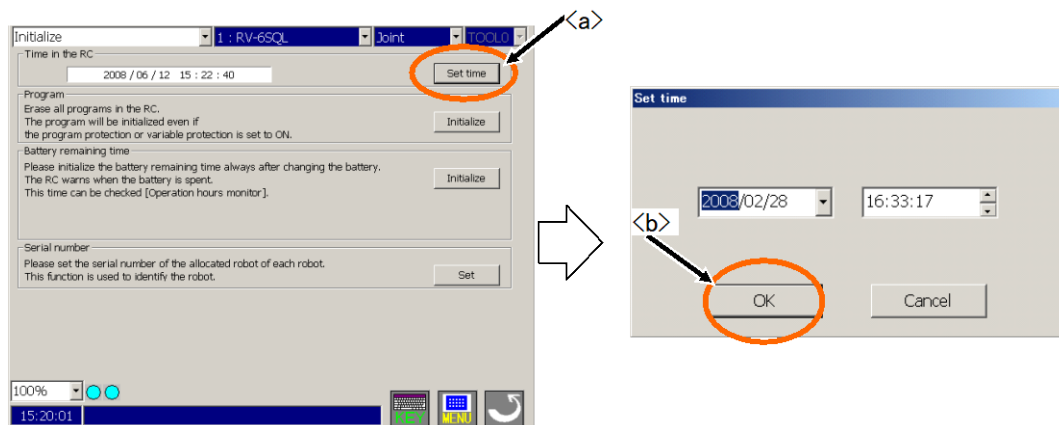 <a>
Initialize
1 : RV-6SQL
Joint
TOOL0
Time in the RC
2008 / 06 / 12 15 : 22 : 40
Set time
Program
Erase all programs in the RC.
The program will be initialized even if
the program protection or variable protection is set to ON.
Initialize
Battery remaining time
Please initialize the battery remaining time always after changing the battery.
The RC warns when the battery is spent.
This time can be checked [Operation hours monitor].
Initialize
Serial number
Please set the serial number of the allocated robot of each robot.
This function is used to identify the robot.
Set
100%
15:20:01
KEY
MENU
Set time
2008/02/28
16:33:17
<b>
OK
Cancel